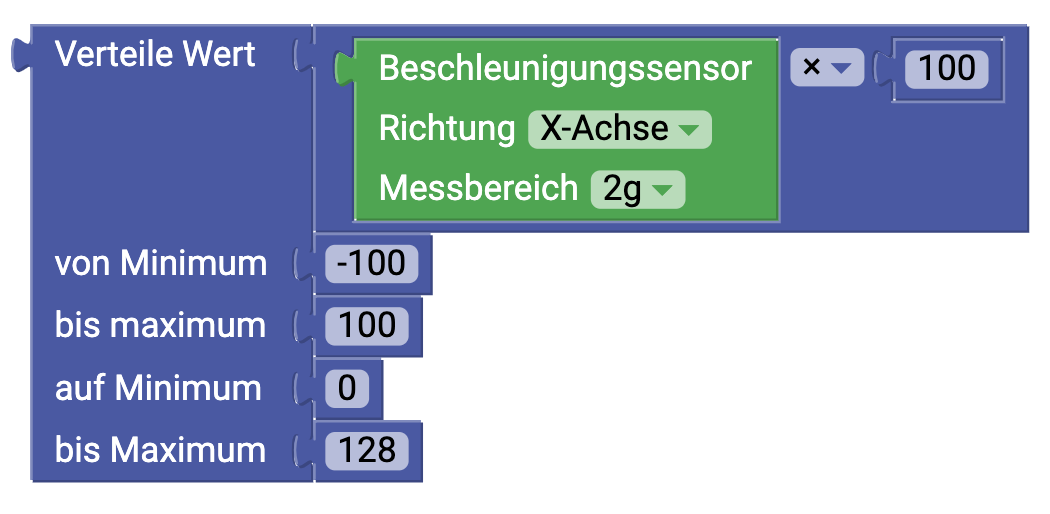 Verteile Wert
Beschleunigungssensor × 100
Richtung X-Achse
Messbereich 2g
von Minimum -100
bis maximum 100
auf Minimum 0
bis Maximum 128